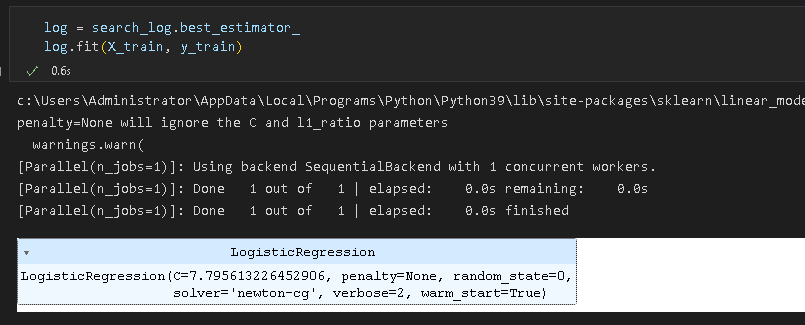 log = search_log.best_estimator_
log.fit(X_train, y_train)
0.6s
c:\Users\Administrator\AppData\Local\Programs\Python\Python39\lib\site-packages\sklearn\linear_mode
penalty=None will ignore the C and l1_ratio parameters
warnings.warn(
[Parallel(n_jobs=1)]: Using backend SequentialBackend with 1 concurrent workers.
[Parallel(n_jobs=1)]: Done   1 out of   1 | elapsed:    0.0s remaining:    0.0s
[Parallel(n_jobs=1)]: Done   1 out of   1 | elapsed:    0.0s finished
LogisticRegression
LogisticRegression(C=7.795613226452906, penalty=None, random_state=0,
solver='newton-cg', verbose=2, warm_start=True)